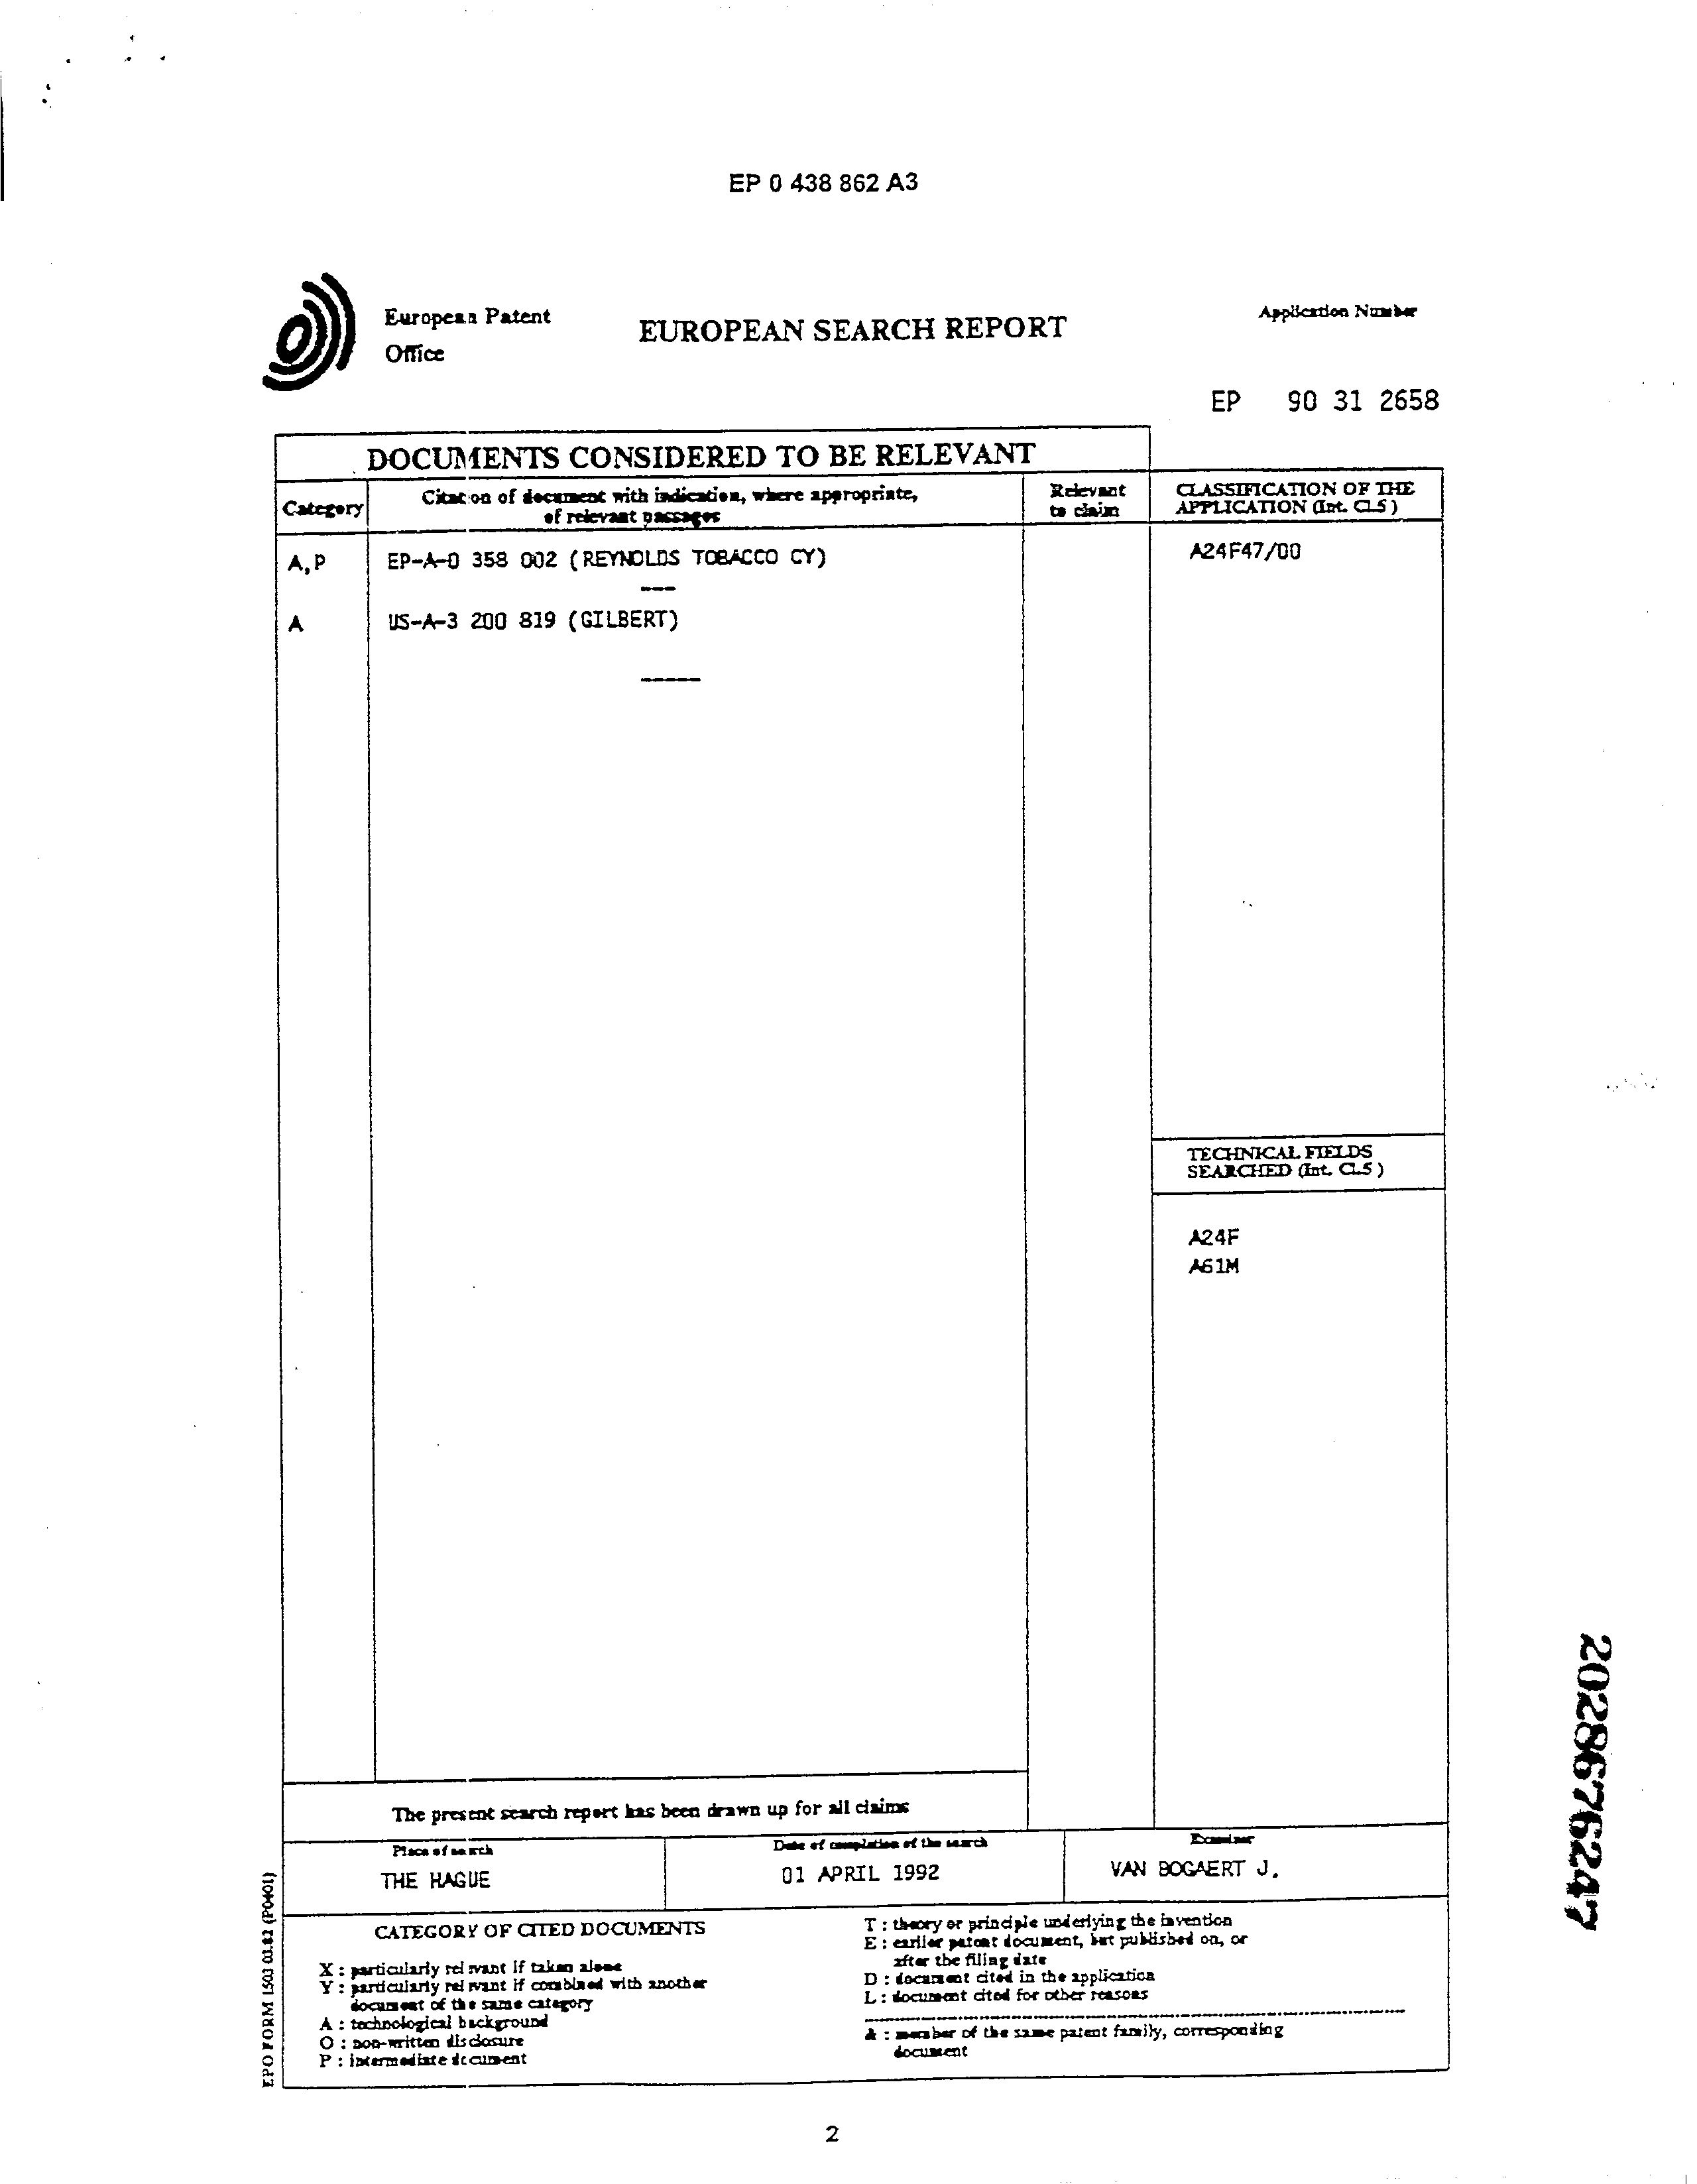 EP 0 438 862 A3
European Patent
Office
EUROPEAN SEARCH REPORT
Application Number
EP 90 31 2658
DOCUMENTS CONSIDERED TO BE RELEVANT
Category
Citation of document with indication, where appropriate,
of relevant passages
Relevant
to claim
CLASSIFICATION OF THE
APPLICATION (Int. Cl.5)
A,P
EP-A-0 358 002 (REYNOLDS TOBACCO CY)
---
A24F47/00
A
US-A-3 200 819 (GILBERT)
-----
TECHNICAL FIELDS
SEARCHED (Int. Cl.5)
A24F
A61M
The present search report has been drawn up for all claims
Place of search
THE HAGUE
Date of completion of the search
01 APRIL 1992
Examiner
VAN BOGAERT J.
CATEGORY OF CITED DOCUMENTS
X : particularly relevant if taken alone
Y : particularly relevant if combined with another
document of the same category
A : technological background
O : non-written disclosure
P : intermediate document
T : theory or principle underlying the invention
E : earlier patent document, but published on, or
after the filing date
D : document cited in the application
L : document cited for other reasons
& : member of the same patent family, corresponding
document
EPO FORM 1503 03.82 (P0401)
2028676247
2